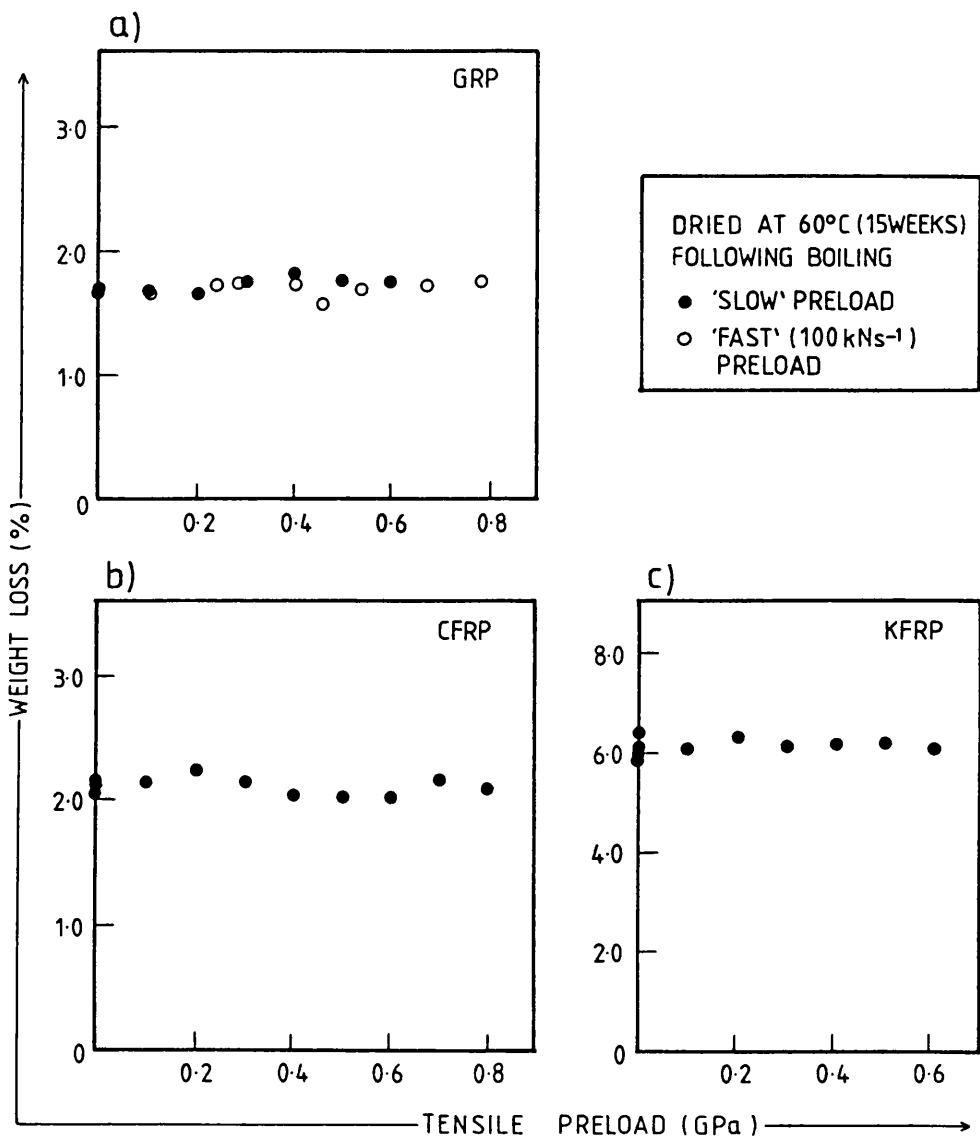 a)
GRP
3·0
2·0
1·0
0
0·2 0·4 0·6 0·8
DRIED AT 60°C (15WEEKS)
FOLLOWING BOILING
● 'SLOW' PRELOAD
○ 'FAST' (100 kNs⁻¹)
PRELOAD
WEIGHT LOSS (%)
b)
CFRP
3·0
2·0
1·0
0
0·2 0·4 0·6 0·8
c)
KFRP
8·0
6·0
4·0
2·0
0
0·2 0·4 0·6
TENSILE PRELOAD (GPa)